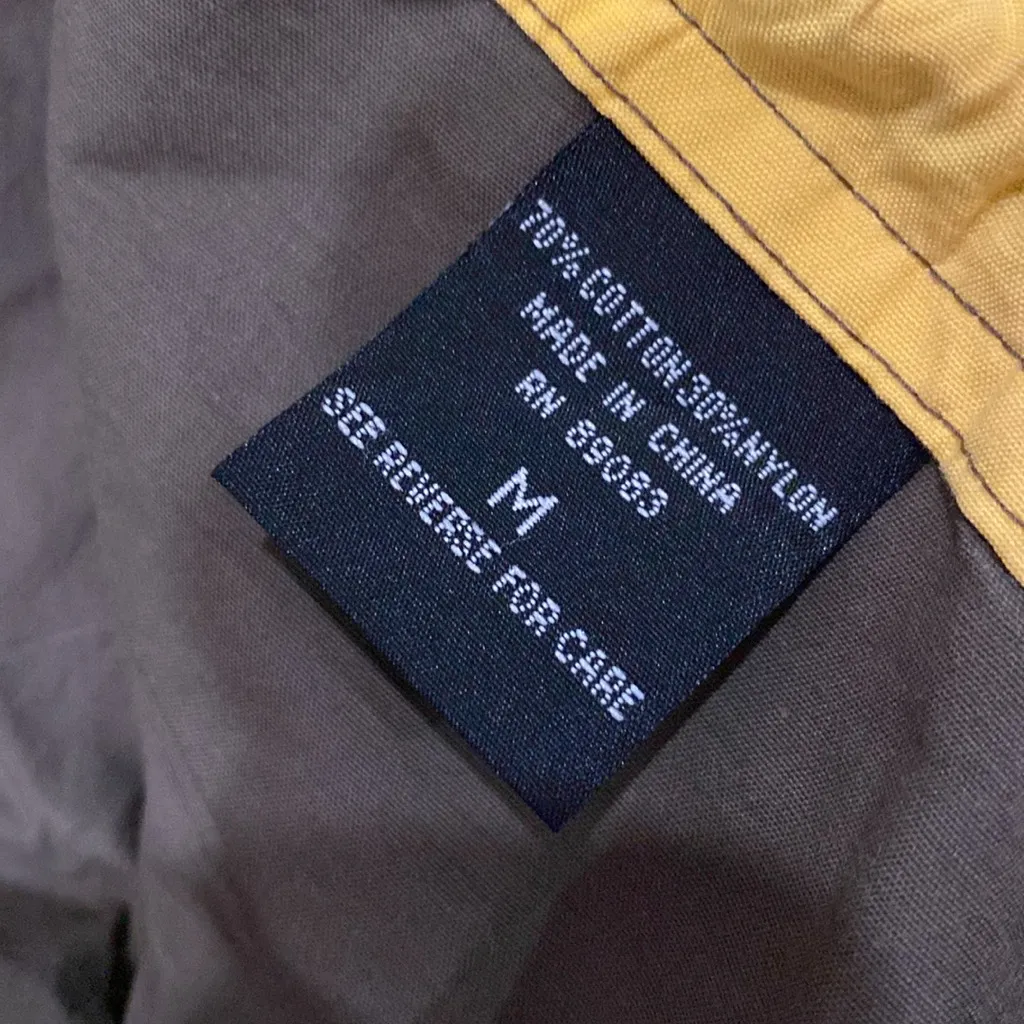 70% COTTON 30% NYLON
MADE IN CHINA
RN 89083
M
SEE REVERSE FOR CARE